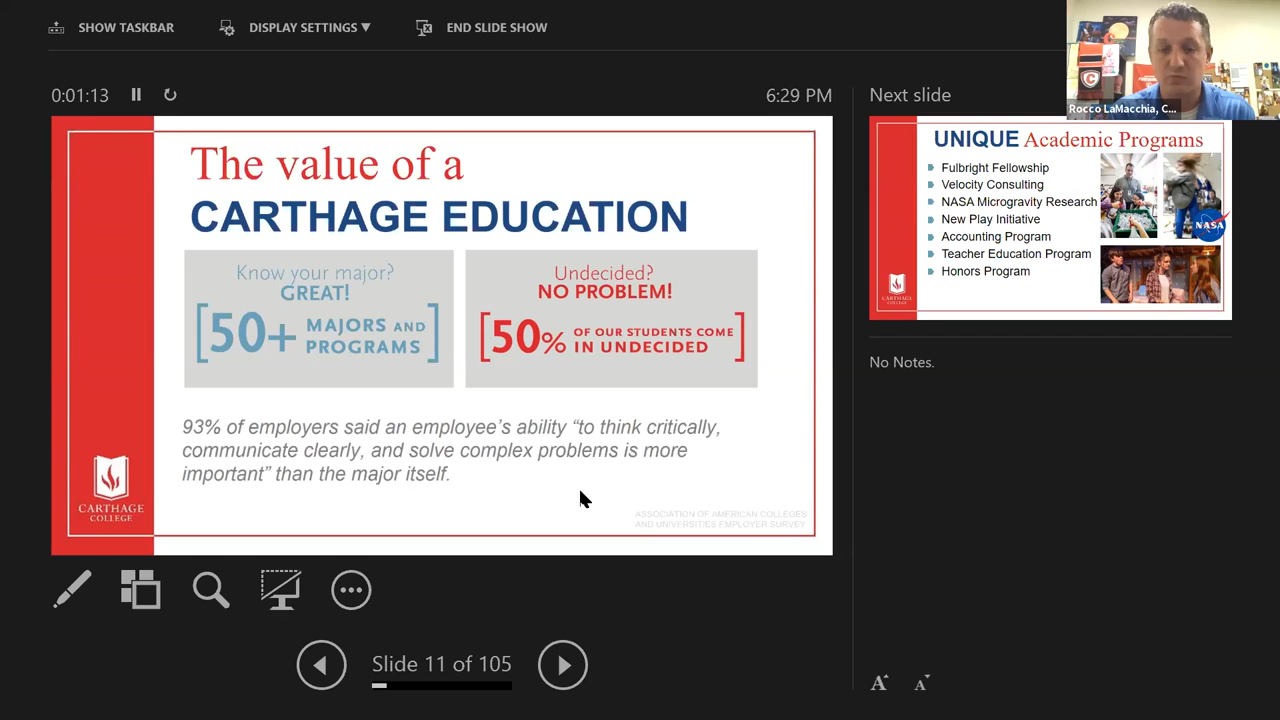 SHOW TASKBAR
DISPLAY SETTINGS ▼
END SLIDE SHOW
0:01:13
6:29 PM
Next slide
Rocco LaMacchia, C...
The value of a
CARTHAGE EDUCATION
Know your major?
GREAT!
[50+ MAJORS AND
PROGRAMS]
Undecided?
NO PROBLEM!
[50% OF OUR STUDENTS COME
IN UNDECIDED]
93% of employers said an employee’s ability “to think critically,
communicate clearly, and solve complex problems is more
important” than the major itself.
ASSOCIATION OF AMERICAN COLLEGES
AND UNIVERSITIES EMPLOYER SURVEY
CARTHAGE
COLLEGE
UNIQUE Academic Programs
Fulbright Fellowship
Velocity Consulting
NASA Microgravity Research
New Play Initiative
Accounting Program
Teacher Education Program
Honors Program
NASA
CARTHAGE
COLLEGE
No Notes.
Slide 11 of 105
A A